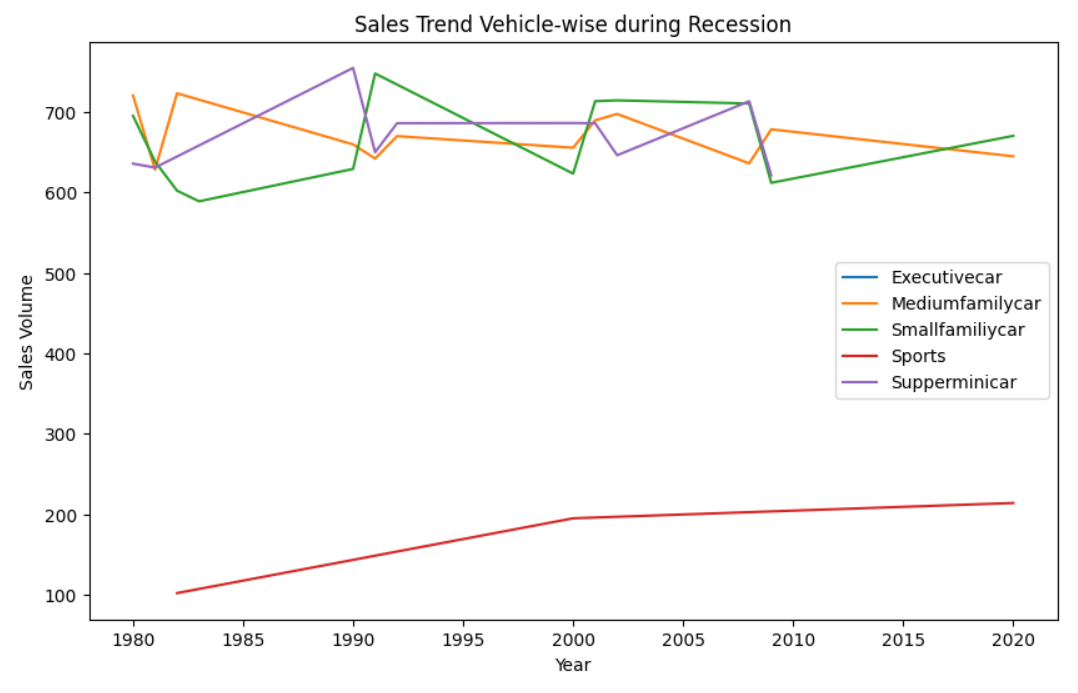 Sales Trend Vehicle-wise during Recession
Sales Volume
700
600
500
400
300
200
100
Executivecar
Mediumfamilycar
Smallfamiliycar
Sports
Supperminicar
1980 1985 1990 1995 2000 2005 2010 2015 2020
Year